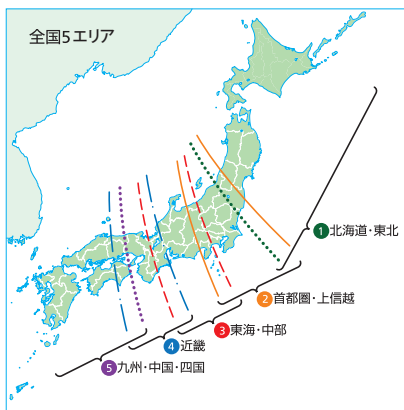 全国5エリア
1北海道・東北
2首都圏・上信越
3東海・中部
4近畿
5九州・中国・四国